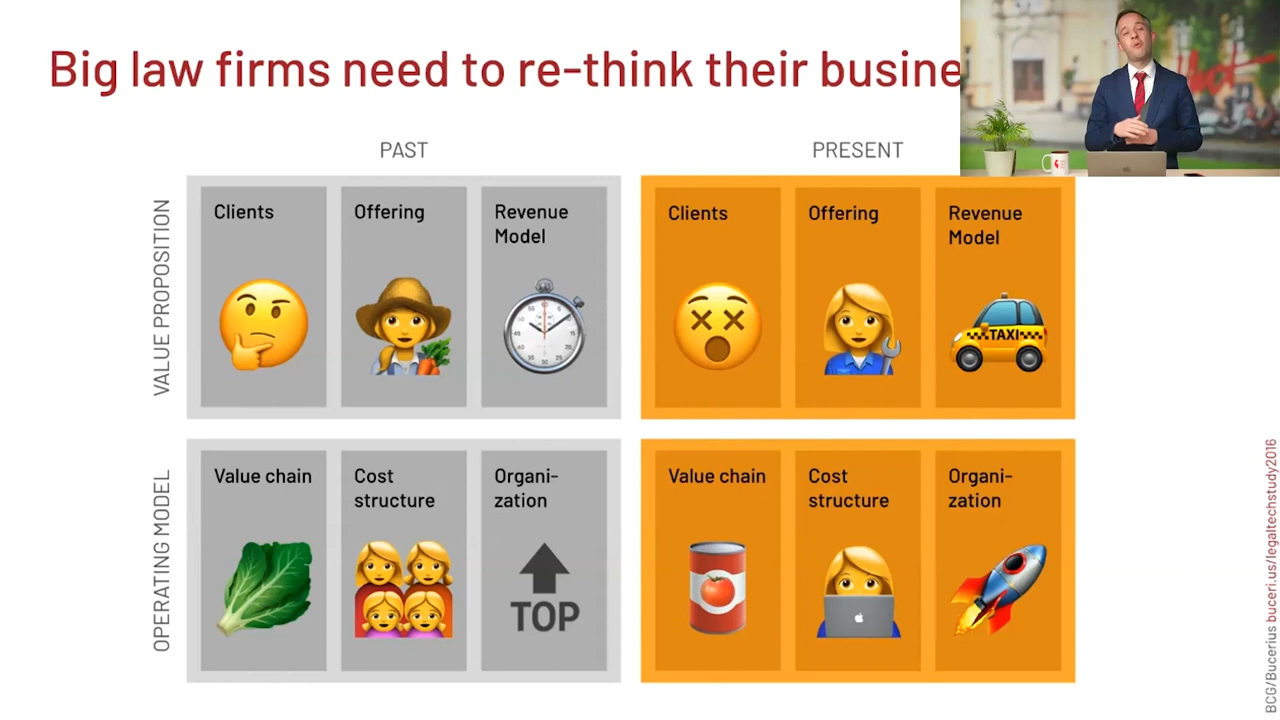 Big law firms need to re-think their busine
PAST
PRESENT
VALUE PROPOSITION
Clients
Offering
Revenue
Model
Clients
Offering
Revenue
Model
TAXI
OPERATING MODEL
Value chain
Cost
structure
Organi-
zation
TOP
Value chain
Cost
structure
Organi-
zation
BCG/Bucerius buceri.us/legaltechstudy2016